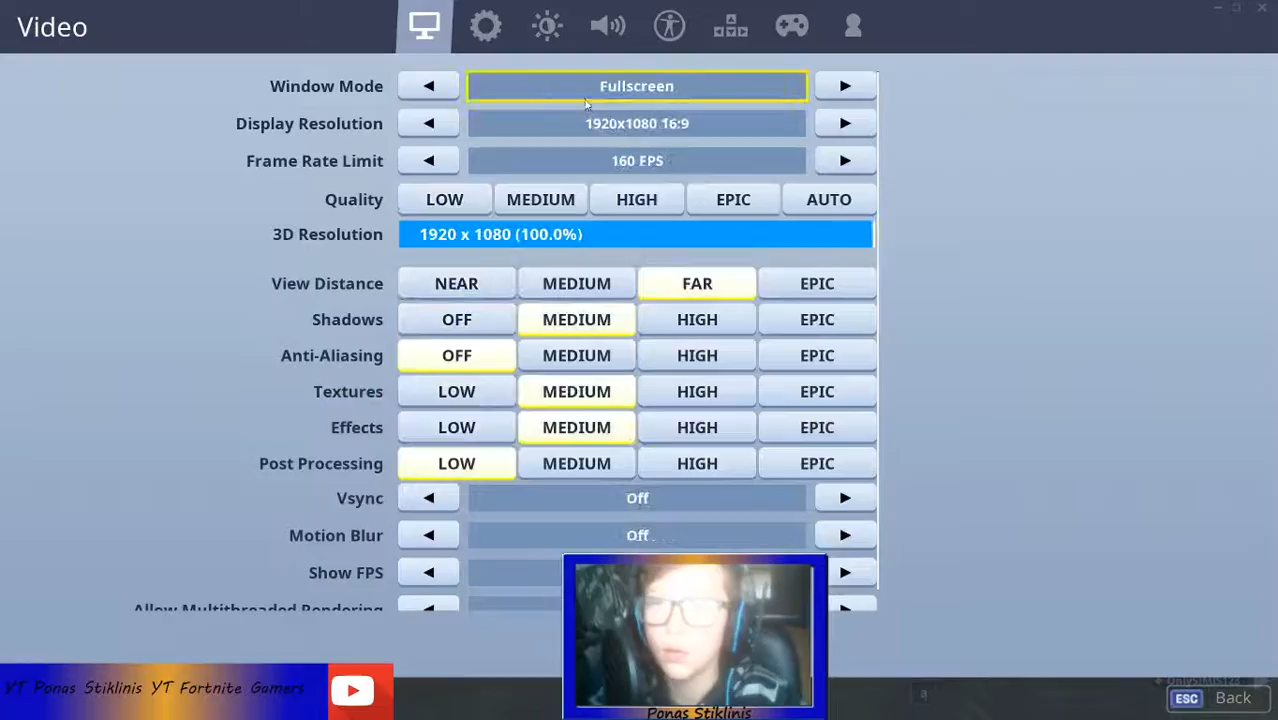 Video
Window Mode Fullscreen
Display Resolution 1920x1080 16:9
Frame Rate Limit 160 FPS
Quality LOW MEDIUM HIGH EPIC AUTO
3D Resolution 1920 x 1080 (100.0%)
View Distance NEAR MEDIUM FAR EPIC
Shadows OFF MEDIUM HIGH EPIC
Anti-Aliasing OFF MEDIUM HIGH EPIC
Textures LOW MEDIUM HIGH EPIC
Effects LOW MEDIUM HIGH EPIC
Post Processing LOW MEDIUM HIGH EPIC
Vsync Off
Motion Blur Off
Show FPS
Allow Multithreaded Rendering
YT Ponas Stiklinis YT Fortnite Gamers
ESC Back
Ponas Stiklinis